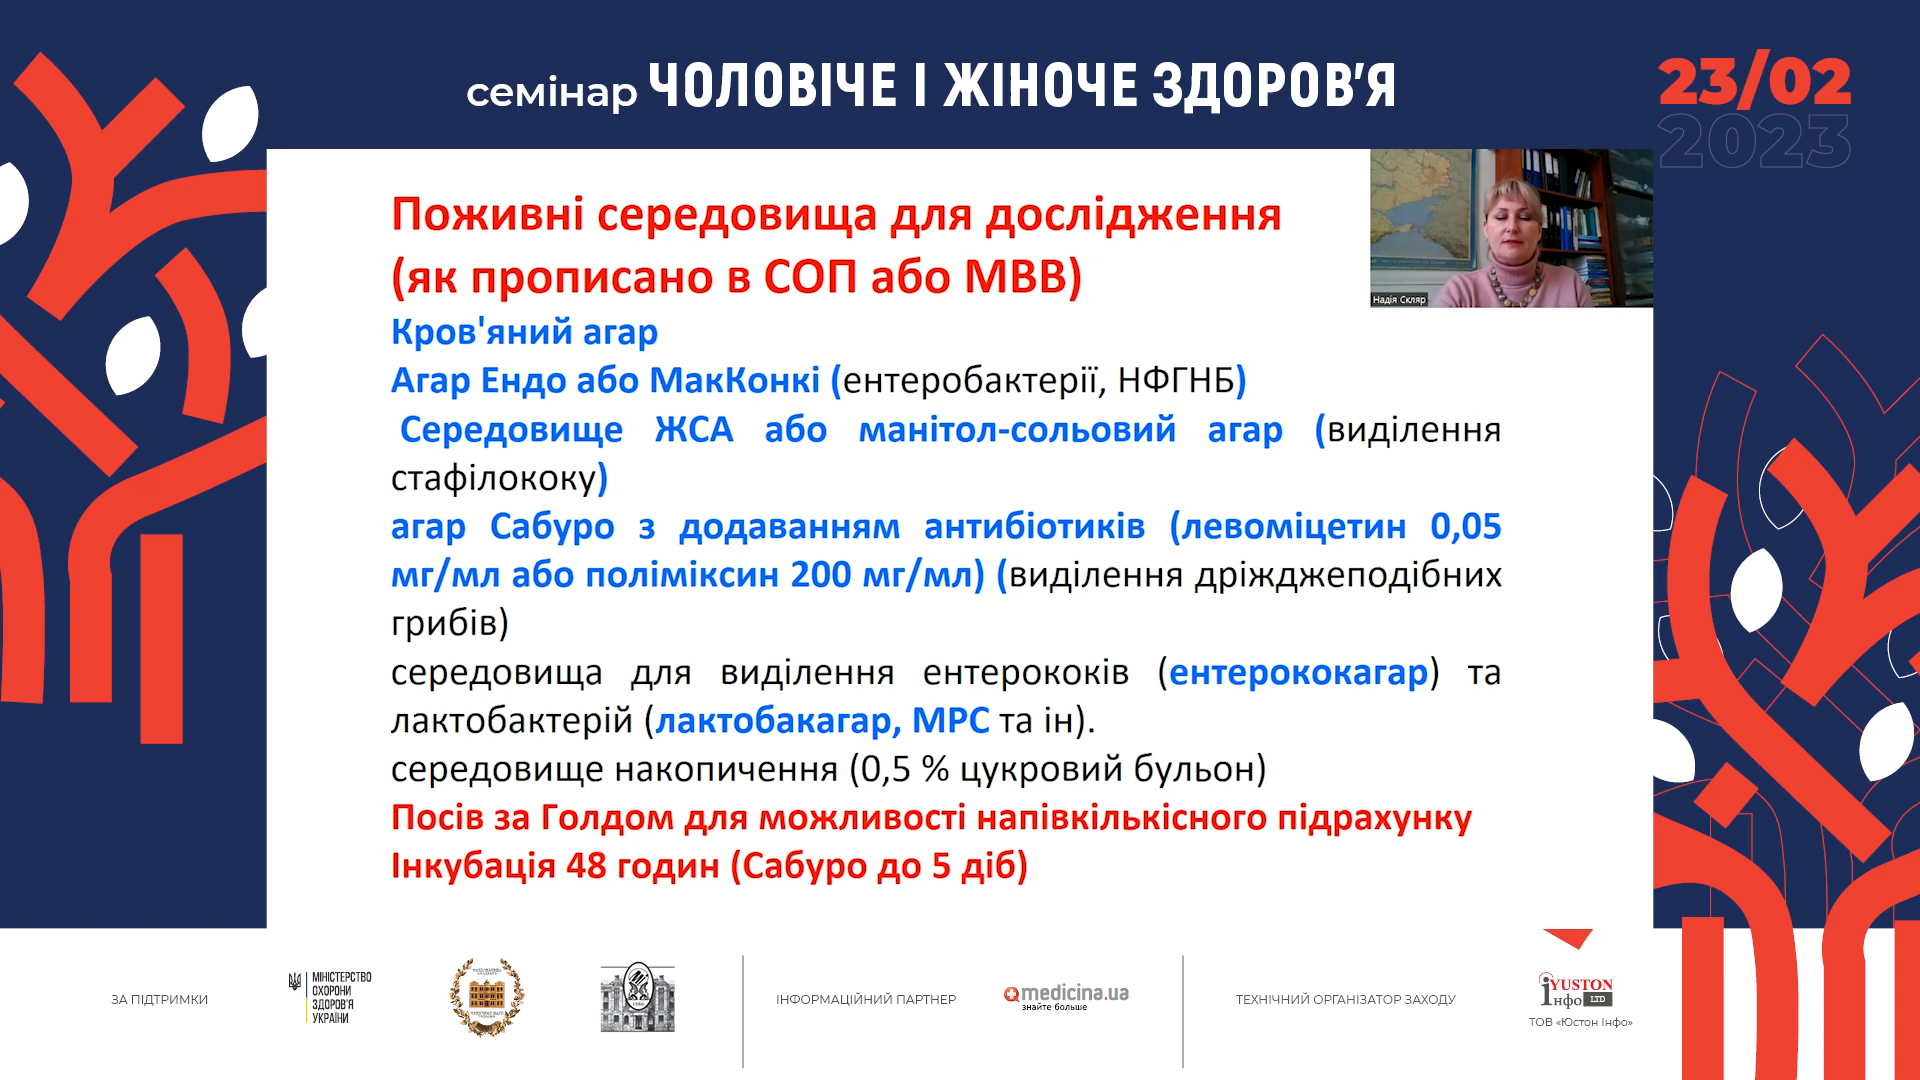 семінар ЧОЛОВІЧЕ І ЖІНОЧЕ ЗДОРОВ'Я
23/02
2023
Поживні середовища для дослідження
(як прописано в СОП або МВВ)
Надія Скляр
Кров'яний агар
Агар Ендо або МакКонкі (ентеробактерії, НФГНБ)
Середовище ЖСА або манітол-сольовий агар (виділення
стафілококу)
агар Сабуро з додаванням антибіотиків (левоміцетин 0,05
мг/мл або поліміксин 200 мг/мл) (виділення дріжджеподібних
грибів)
середовища для виділення ентерококів (ентерококагар) та
лактобактерій (лактобакагар, МРС та ін).
середовище накопичення (0,5 % цукровий бульон)
Посів за Голдом для можливості напівкількісного підрахунку
Інкубація 48 годин (Сабуро до 5 діб)
ЗА ПІДТРИМКИ
МІНІСТЕРСТВО
ОХОРОНИ
ЗДОРОВ'Я
УКРАЇНИ
ІНФОРМАЦІЙНИЙ ПАРТНЕР
medicina.ua
знайте больше
ТЕХНІЧНИЙ ОРГАНІЗАТОР ЗАХОДУ
iYUSTON
Інфо LTD
ТОВ «Юстон Інфо»